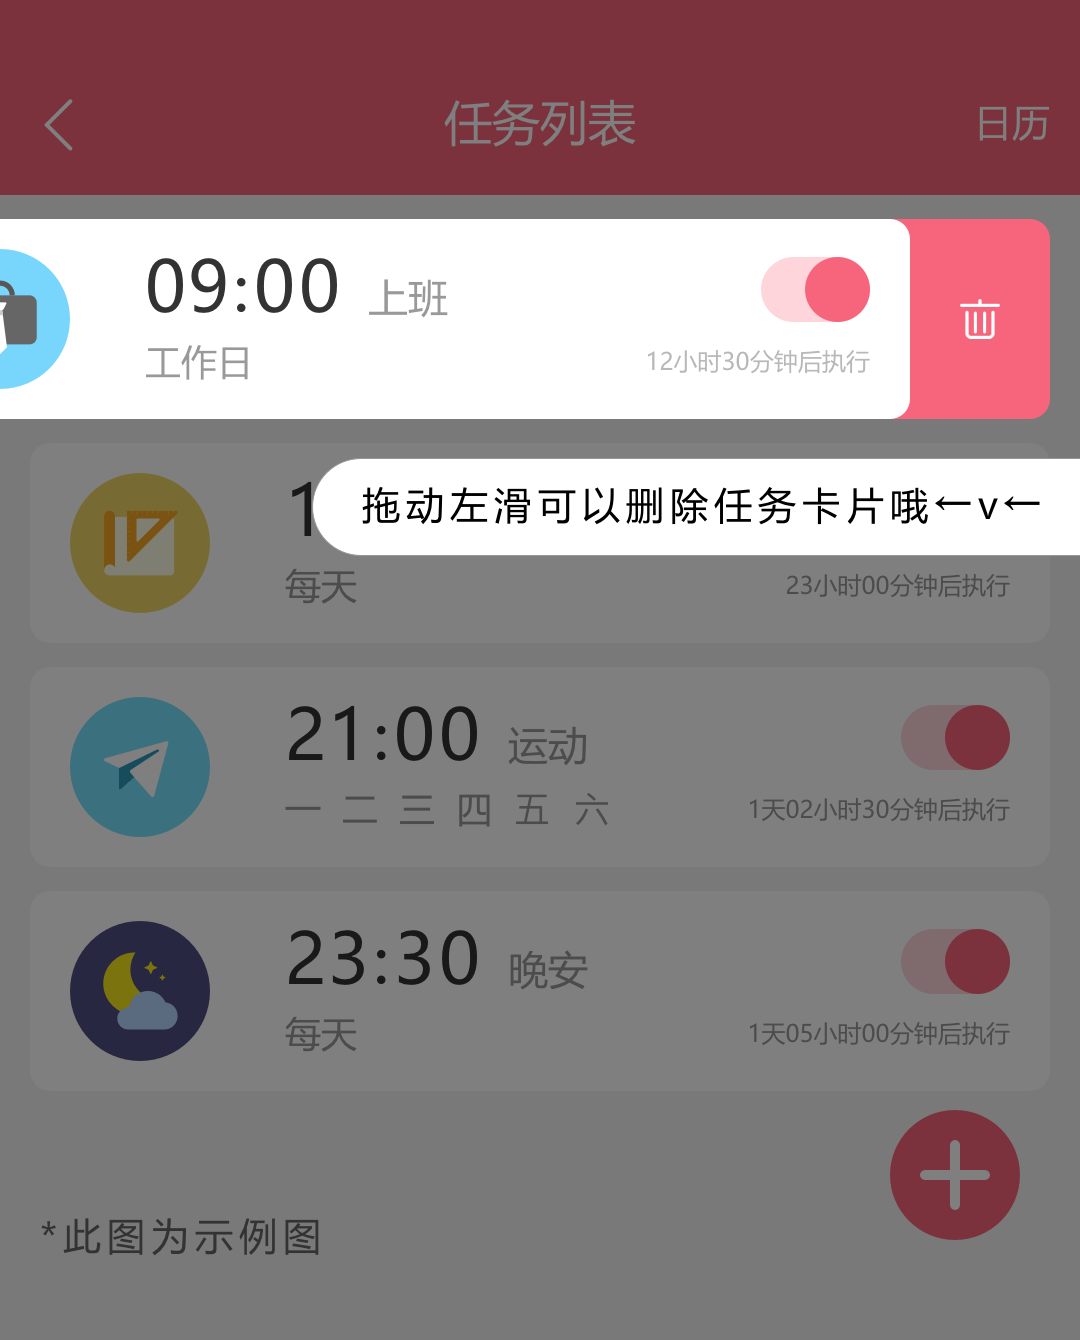 任务列表
日历
09:00 上班
工作日
12小时30分钟后执行
拖动左滑可以删除任务卡片哦←v←
每天
23小时00分钟后执行
21:00 运动
一 二 三 四 五 六
1天02小时30分钟后执行
23:30 晚安
每天
1天05小时00分钟后执行
*此图为示例图